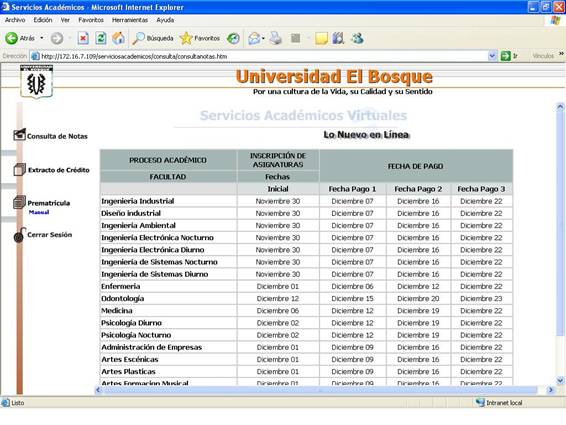 Servicios Académicos - Microsoft Internet Explorer
Archivo Edición Ver Favoritos Herramientas Ayuda
Atrás Búsqueda Favoritos
Dirección http://172.16.7.109/serviciosacademicos/consulta/consultanotas.htm Ir Vínculos »
Universidad El Bosque
Por una cultura de la Vida, su Calidad y su Sentido
Servicios Académicos Virtuales
Lo Nuevo en Línea
Consulta de Notas
Extracto de Crédito
Prematrícula
Manual
Cerrar Sesión
PROCESO ACADÉMICO INSCRIPCIÓN DE ASIGNATURAS FECHA DE PAGO
FACULTAD Fechas
Inicial Fecha Pago 1 Fecha Pago 2 Fecha Pago 3
Ingeniería Industrial Noviembre 30 Diciembre 07 Diciembre 16 Diciembre 22
Diseño industrial Noviembre 30 Diciembre 07 Diciembre 16 Diciembre 22
Ingeniería Ambiental Noviembre 30 Diciembre 07 Diciembre 16 Diciembre 22
Ingeniería Electrónica Nocturno Noviembre 30 Diciembre 07 Diciembre 16 Diciembre 22
Ingeniería Electrónica Diurno Noviembre 30 Diciembre 07 Diciembre 16 Diciembre 22
Ingeniería de Sistemas Nocturno Noviembre 30 Diciembre 07 Diciembre 16 Diciembre 22
Ingeniería de Sistemas Diurno Noviembre 30 Diciembre 07 Diciembre 16 Diciembre 22
Enfermeria Diciembre 01 Diciembre 06 Diciembre 12 Diciembre 22
Odontología Diciembre 12 Diciembre 15 Diciembre 20 Diciembre 23
Medicina Diciembre 06 Diciembre 12 Diciembre 19 Diciembre 22
Psicología Diurno Diciembre 02 Diciembre 12 Diciembre 19 Diciembre 22
Psicología Nocturno Diciembre 02 Diciembre 12 Diciembre 19 Diciembre 22
Administración de Empresas Diciembre 01 Diciembre 09 Diciembre 16 Diciembre 22
Artes Escénicas Diciembre 01 Diciembre 09 Diciembre 16 Diciembre 22
Artes Plasticas Diciembre 01 Diciembre 09 Diciembre 16 Diciembre 22
Artes Formacion Musical Diciembre 01 Diciembre 09 Diciembre 16 Diciembre 22
Listo Intranet local